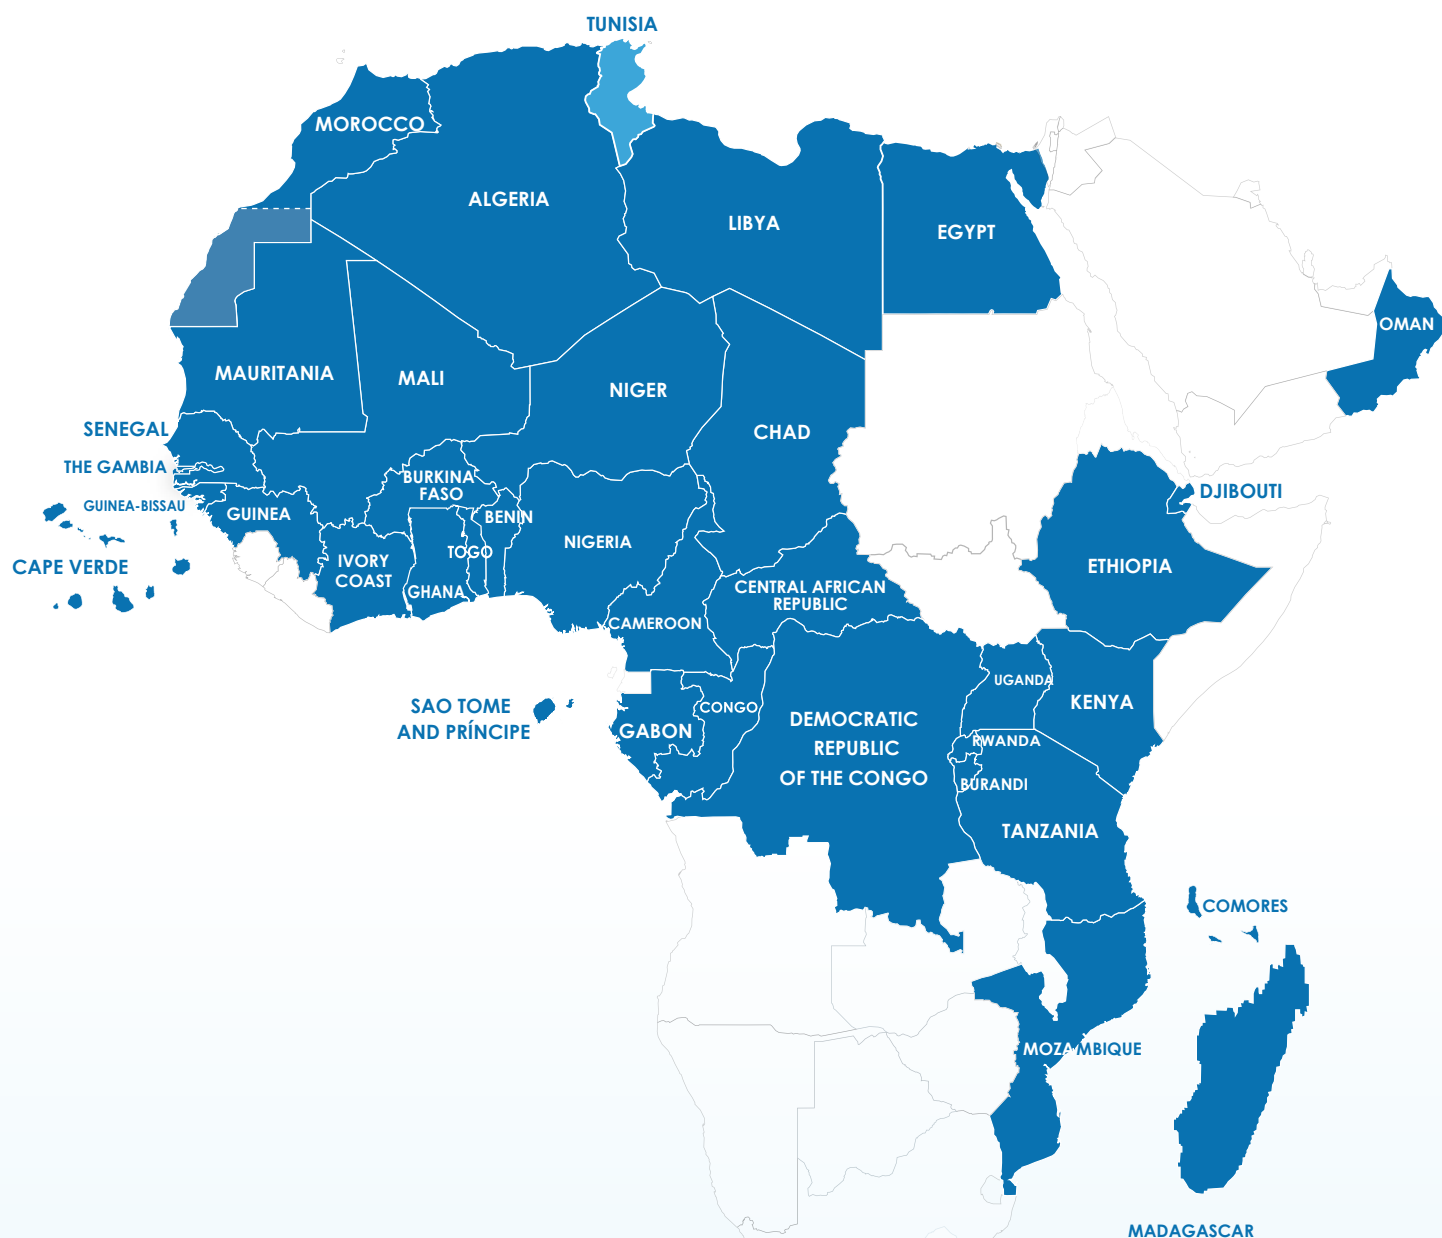 TUNISIA
MOROCCO
ALGERIA
LIBYA
EGYPT
OMAN
MAURITANIA
MALI
NIGER
CHAD
SENEGAL
THE GAMBIA
GUINEA-BISSAU
GUINEA
BURKINA
FASO
BENIN
NIGERIA
DJIBOUTI
CAPE VERDE
IVORY
COAST
TOGO
GHANA
ETHIOPIA
CENTRAL AFRICAN
REPUBLIC
CAMEROON
UGANDA
KENYA
SAO TOME
AND PRÍNCIPE
GABON
CONGO
DEMOCRATIC
REPUBLIC
OF THE CONGO
RWANDA
BURANDI
TANZANIA
COMORES
MOZAMBIQUE
MADAGASCAR